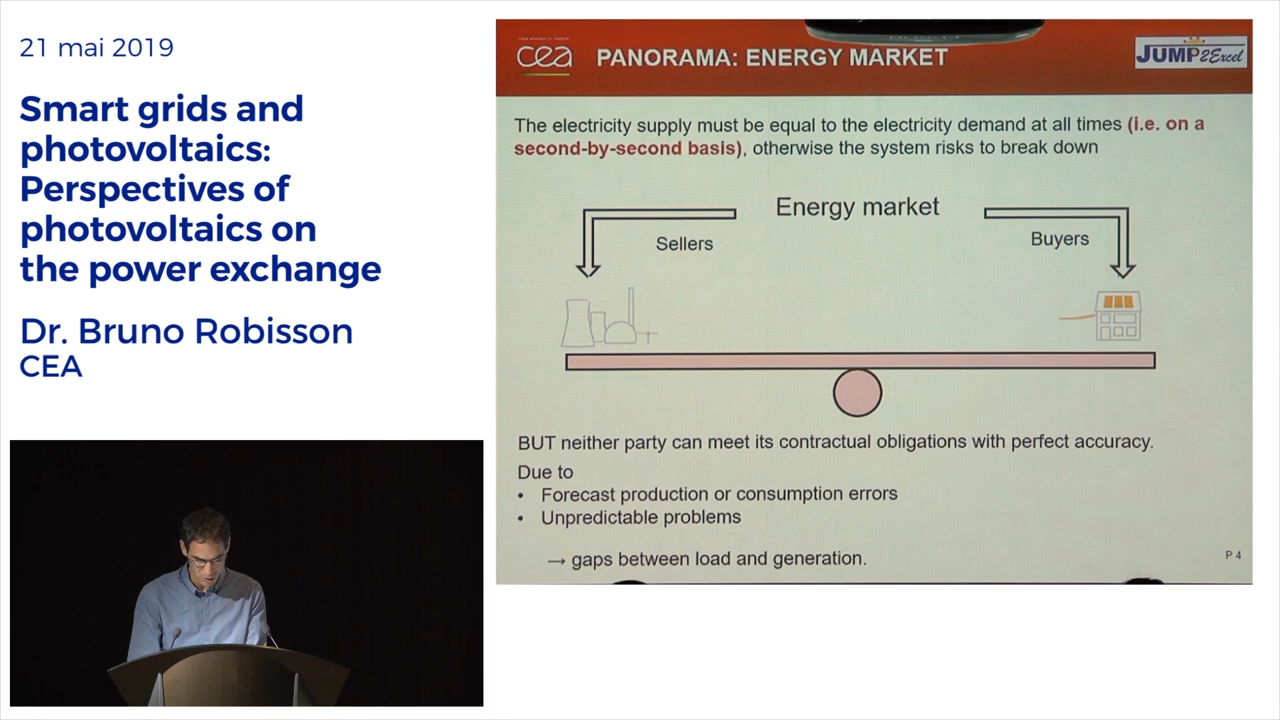 21 mai 2019
Smart grids and
photovoltaics:
Perspectives of
photovoltaics on
the power exchange
Dr. Bruno Robisson
CEA
cea
PANORAMA: ENERGY MARKET
JUMP2Excel
The electricity supply must be equal to the electricity demand at all times (i.e. on a
second-by-second basis), otherwise the system risks to break down
Energy market
Sellers
Buyers
BUT neither party can meet its contractual obligations with perfect accuracy.
Due to
• Forecast production or consumption errors
• Unpredictable problems
→ gaps between load and generation.
P 4